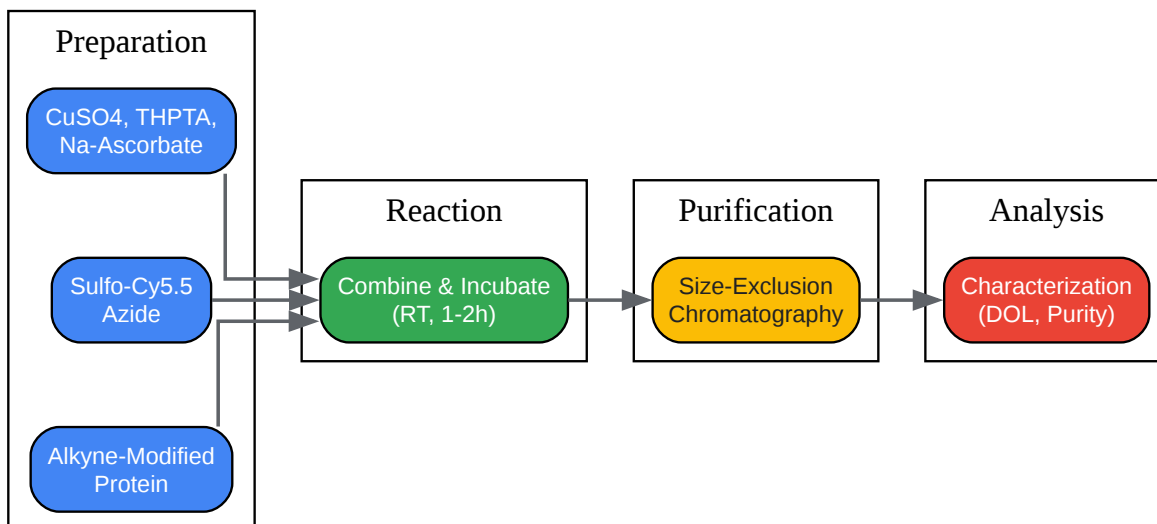 Preparation
CuSO4, THPTA,
Na-Ascorbate
Sulfo-Cy5.5
Azide
Alkyne-Modified
Protein
Reaction
Combine & Incubate
(RT, 1-2h)
Purification
Size-Exclusion
Chromatography
Analysis
Characterization
(DOL, Purity)